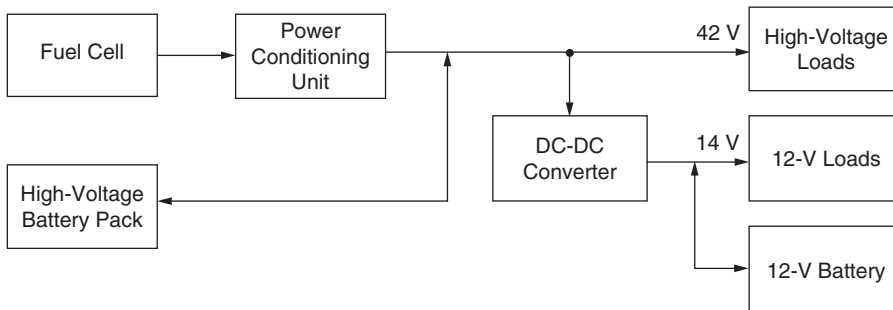 Fuel Cell
Power
Conditioning
Unit
42 V
High-Voltage
Loads
DC-DC
Converter
14 V
12-V Loads
High-Voltage
Battery Pack
12-V Battery